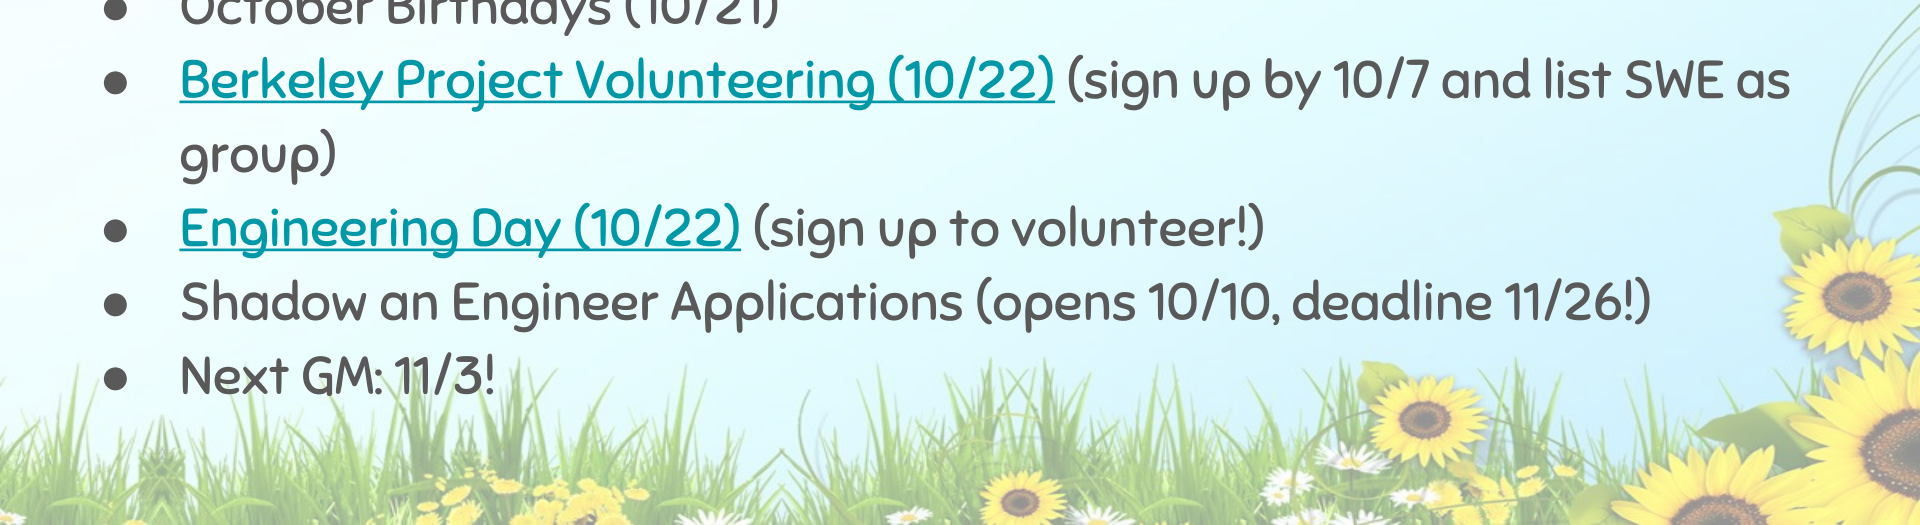 ● October Birthdays (10/21)
● Berkeley Project Volunteering (10/22) (sign up by 10/7 and list SWE as
group)
● Engineering Day (10/22) (sign up to volunteer!)
● Shadow an Engineer Applications (opens 10/10, deadline 11/26!)
● Next GM: 11/3!